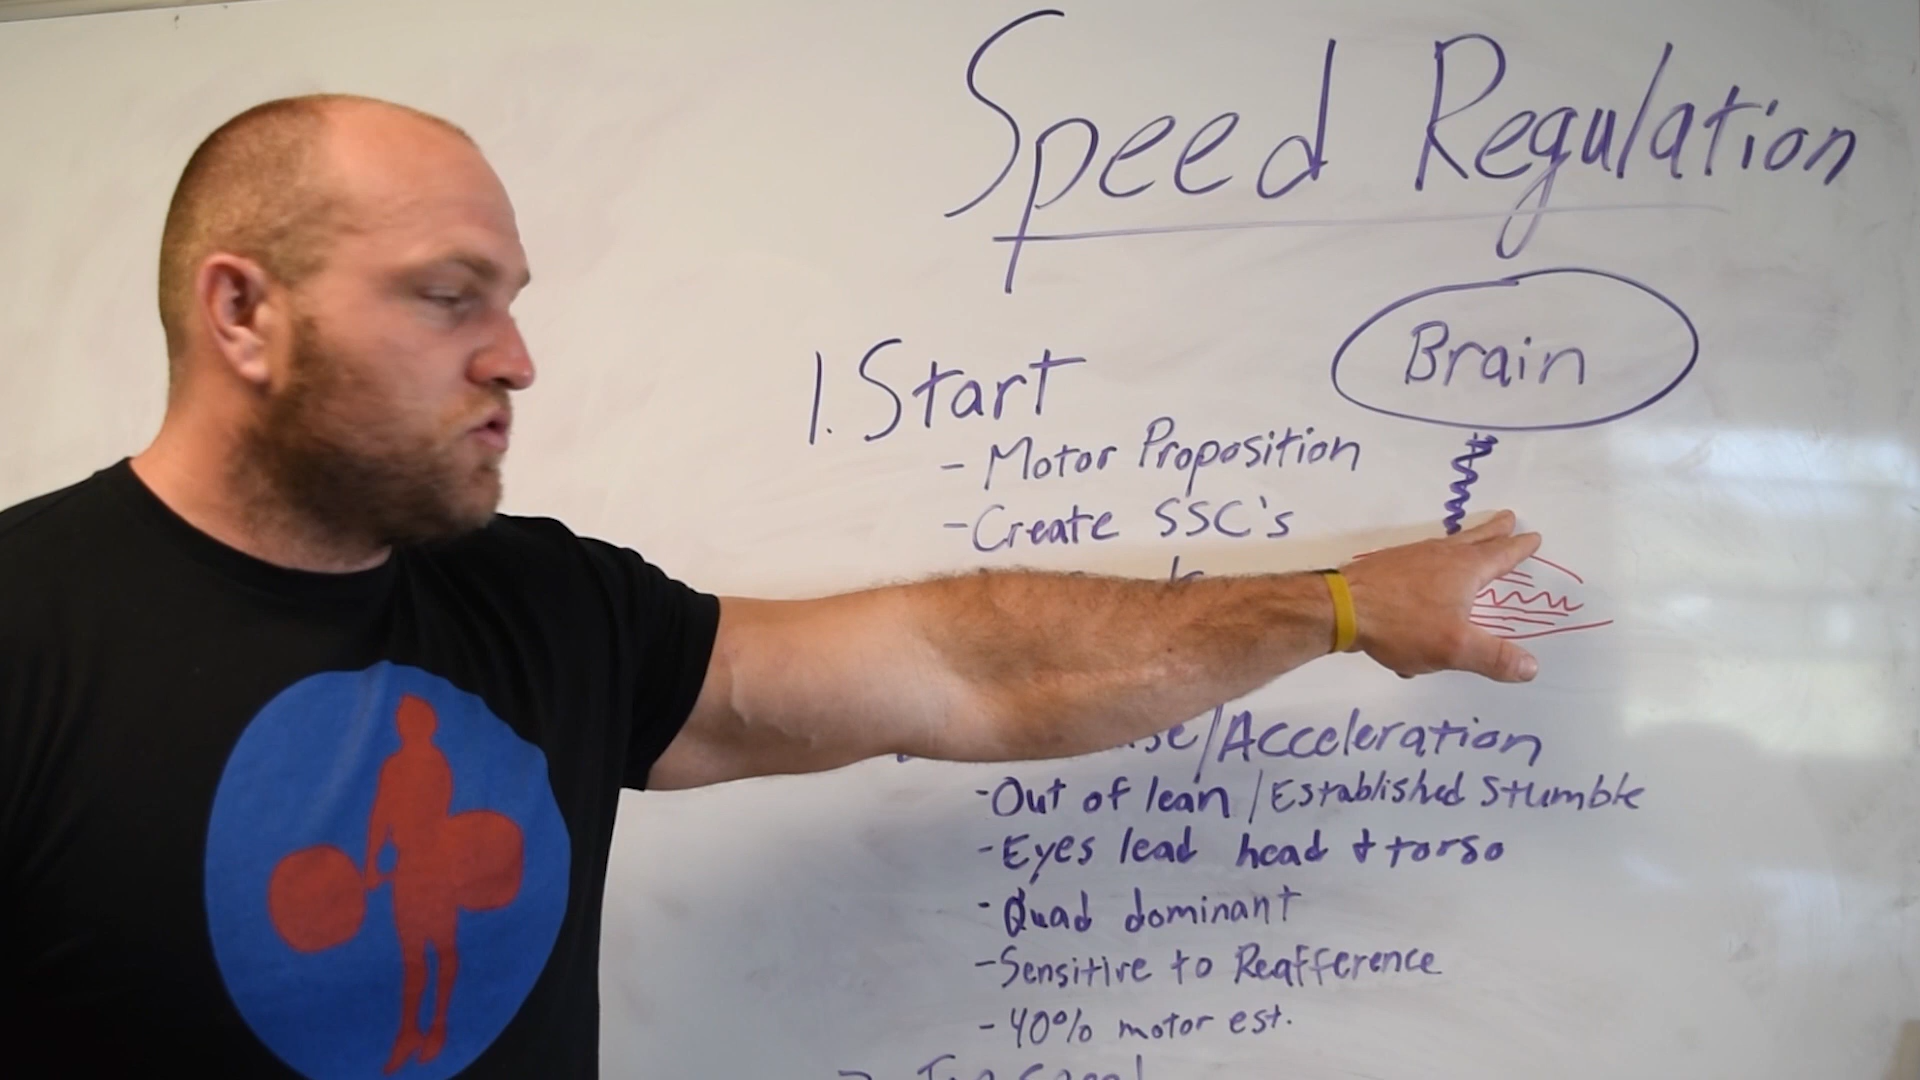 Speed Regulation
Brain
1. Start
- Motor Proposition
- Create SSC's
/Acceleration
- Out of lean / Established Stumble
- Eyes lead head & torso
- Quad dominant
- Sensitive to Reafference
- 40% motor est.